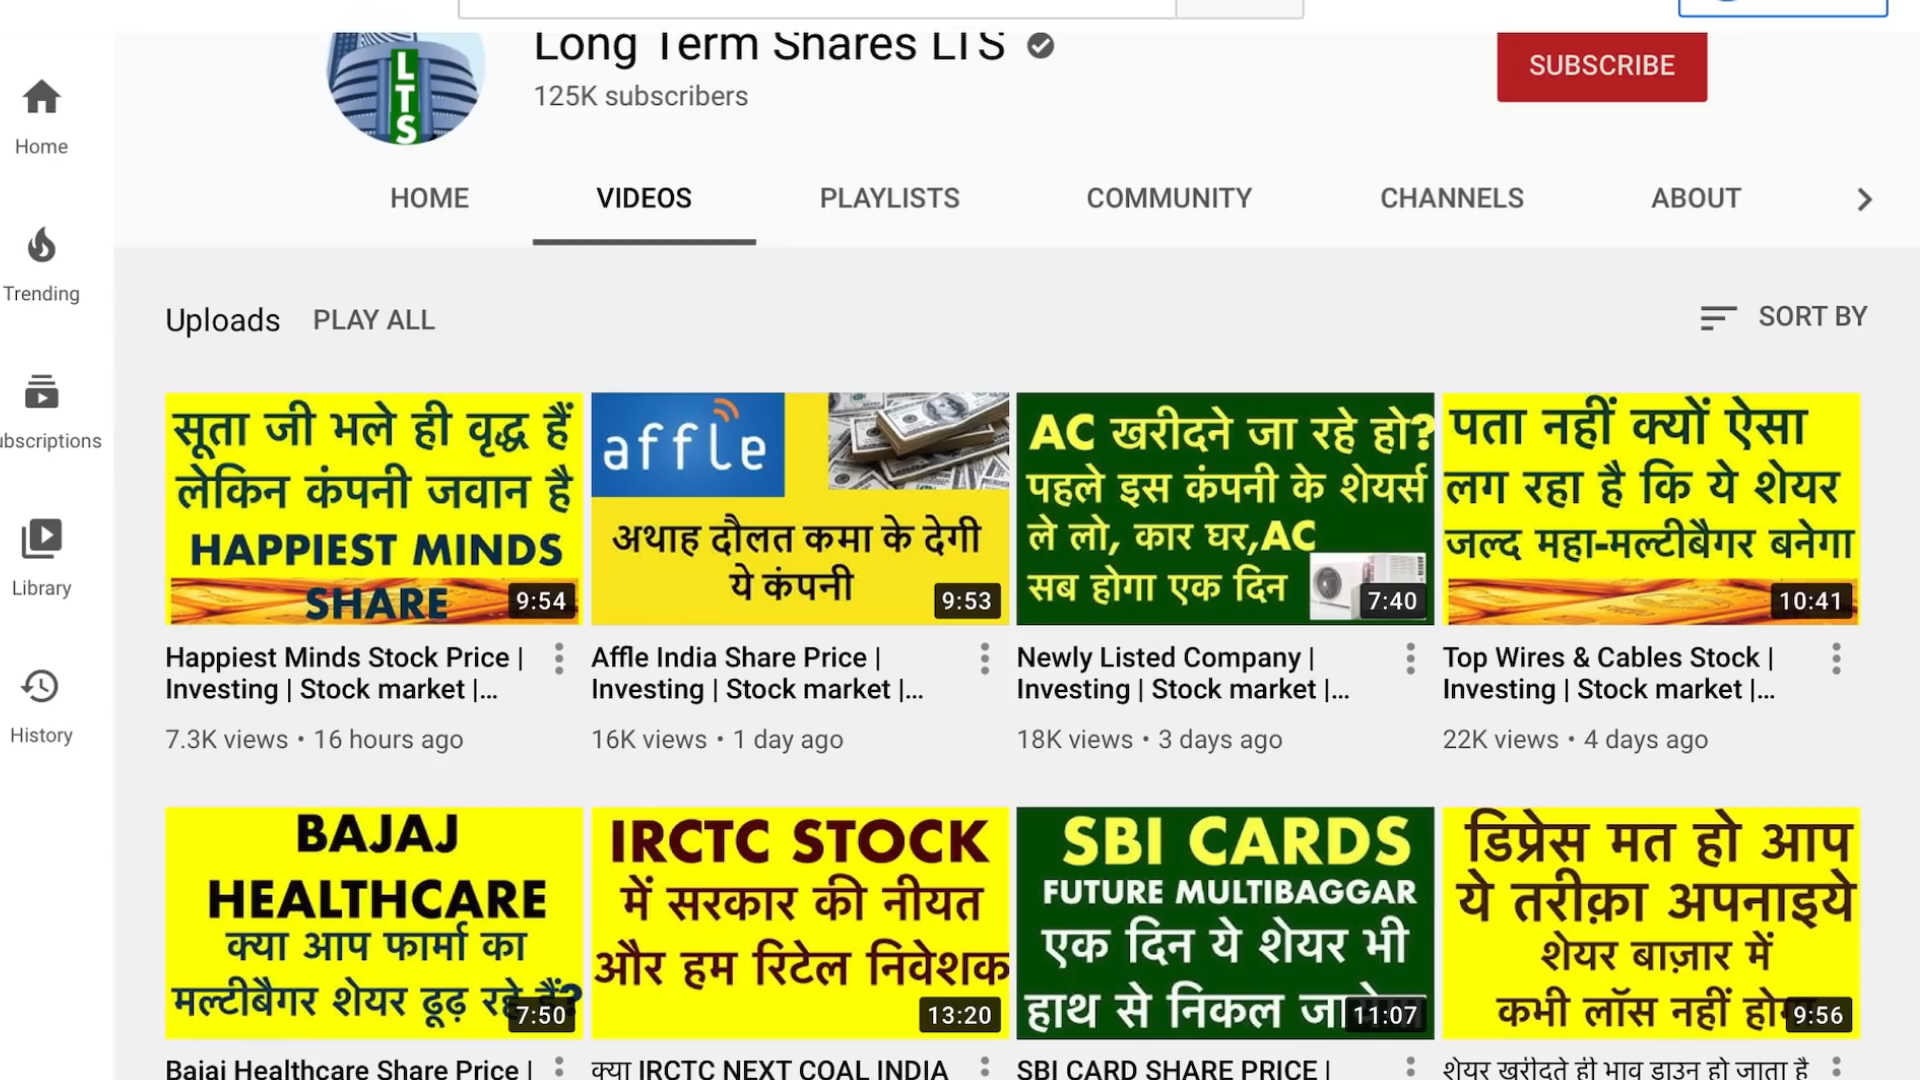 Long Term Shares LTS
125K subscribers
SUBSCRIBE
LTS
Home
Trending
ubscriptions
Library
History
HOME
VIDEOS
PLAYLISTS
COMMUNITY
CHANNELS
ABOUT
Uploads
PLAY ALL
SORT BY
सूता जी भले ही वृद्ध हैं
लेकिन कंपनी जवान है
HAPPIEST MINDS
SHARE
9:54
Happiest Minds Stock Price |
Investing | Stock market |...
7.3K views • 16 hours ago
affle
अथाह दौलत कमा के देगी
ये कंपनी
9:53
Affle India Share Price |
Investing | Stock market |...
16K views • 1 day ago
AC खरीदने जा रहे हो?
पहले इस कंपनी के शेयर्स
ले लो, कार घर,AC
सब होगा एक दिन
7:40
Newly Listed Company |
Investing | Stock market |...
18K views • 3 days ago
पता नहीं क्यों ऐसा
लग रहा है कि ये शेयर
जल्द महा-मल्टीबैगर बनेगा
10:41
Top Wires & Cables Stock |
Investing | Stock market |...
22K views • 4 days ago
BAJAJ
HEALTHCARE
क्या आप फार्मा का
मल्टीबैगर शेयर ढूढ़ रहे हैं?
7:50
Bajaj Healthcare Share Price |
IRCTC STOCK
में सरकार की नीयत
और हम रिटेल निवेशक
13:20
क्या IRCTC NEXT COAL INDIA
SBI CARDS
FUTURE MULTIBAGGAR
एक दिन ये शेयर भी
हाथ से निकल
11:07
SBI CARD SHARE PRICE |
डिप्रेस मत हो आप
ये तरीक़ा अपनाइये
शेयर बाज़ार में
कभी लॉस नहीं
9:56
शेयर खरीदते ही भाव डाउन हो जाता है